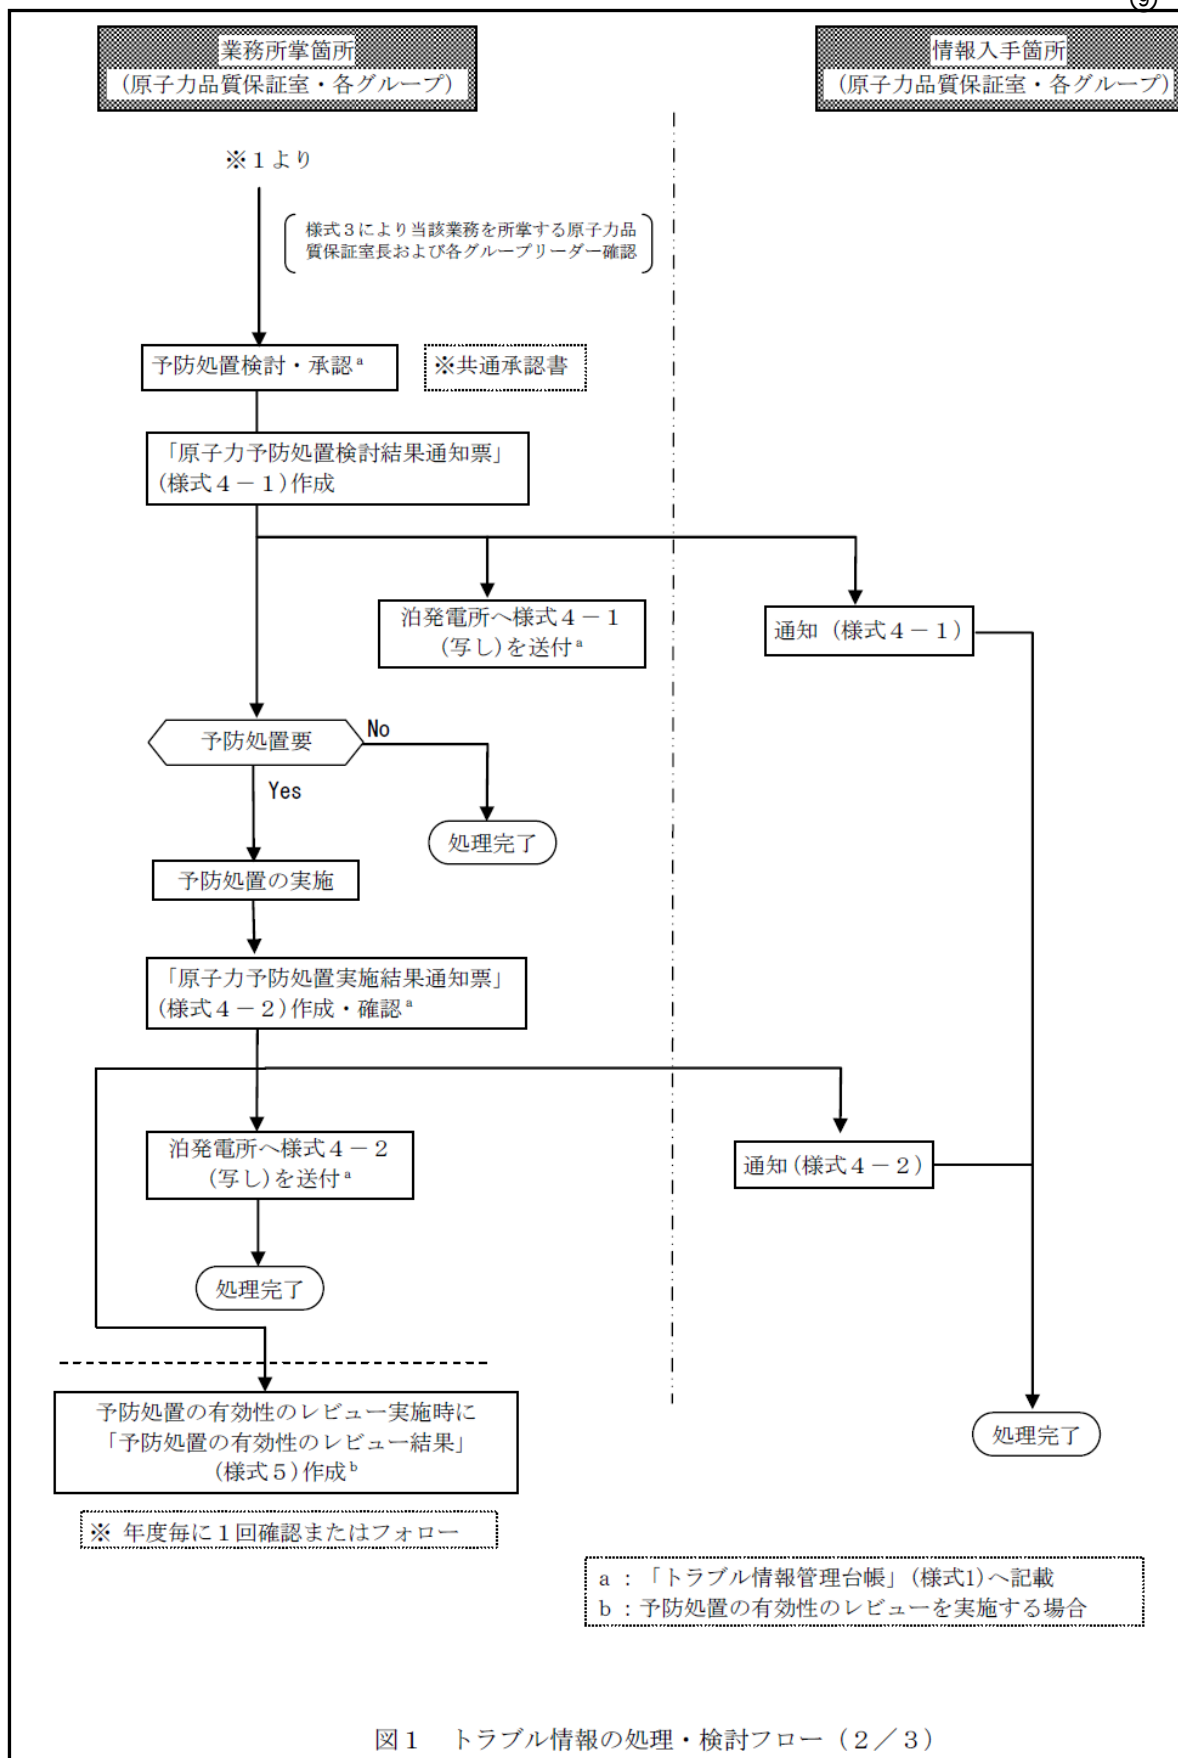 ⑨
業務所掌箇所
(原子力品質保証室・各グループ)
情報入手箇所
(原子力品質保証室・各グループ)
※１より
様式３により当該業務を所掌する原子力品
質保証室長および各グループリーダー確認
予防処置検討・承認ª
※共通承認書
「原子力予防処置検討結果通知票」
(様式４－１)作成
泊発電所へ様式４－１
(写し)を送付ª
通知（様式４－１）
予防処置要
No
Yes
処理完了
予防処置の実施
「原子力予防処置実施結果通知票」
(様式４－２)作成・確認ª
泊発電所へ様式４－２
(写し)を送付ª
通知(様式４－２)
処理完了
予防処置の有効性のレビュー実施時に
「予防処置の有効性のレビュー結果」
(様式５)作成ᵇ
処理完了
※ 年度毎に１回確認またはフォロー
a ：「トラブル情報管理台帳」(様式1)へ記載
b ：予防処置の有効性のレビューを実施する場合
図１　トラブル情報の処理・検討フロー（２／３）